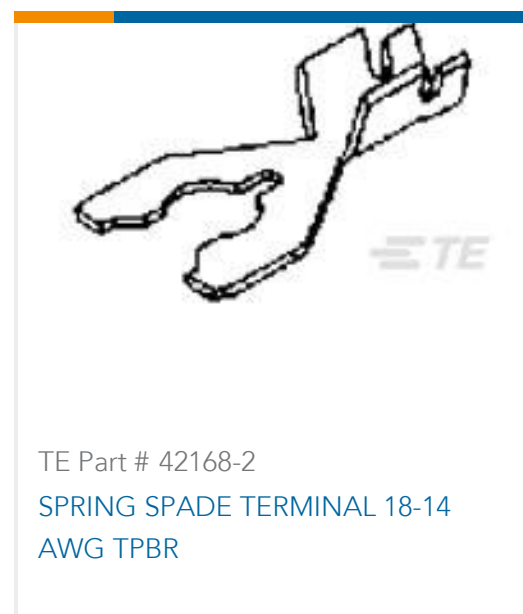 TE
TE Part # 42168-2
SPRING SPADE TERMINAL 18-14
AWG TPBR